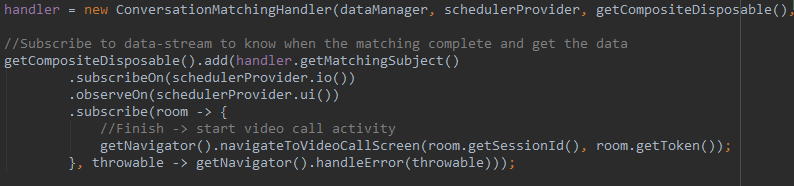 handler = new ConversationMatchingHandler(dataManager, schedulerProvider, getCompositeDisposable(),
//Subscribe to data-stream to know when the matching complete and get the data
getCompositeDisposable().add(handler.getMatchingSubject()
.subscribeOn(schedulerProvider.io())
.observeOn(schedulerProvider.ui())
.subscribe(room -> {
//Finish -> start video call activity
getNavigator().navigateToVideoCallScreen(room.getSessionId(), room.getToken());
}, throwable -> getNavigator().handleError(throwable)));